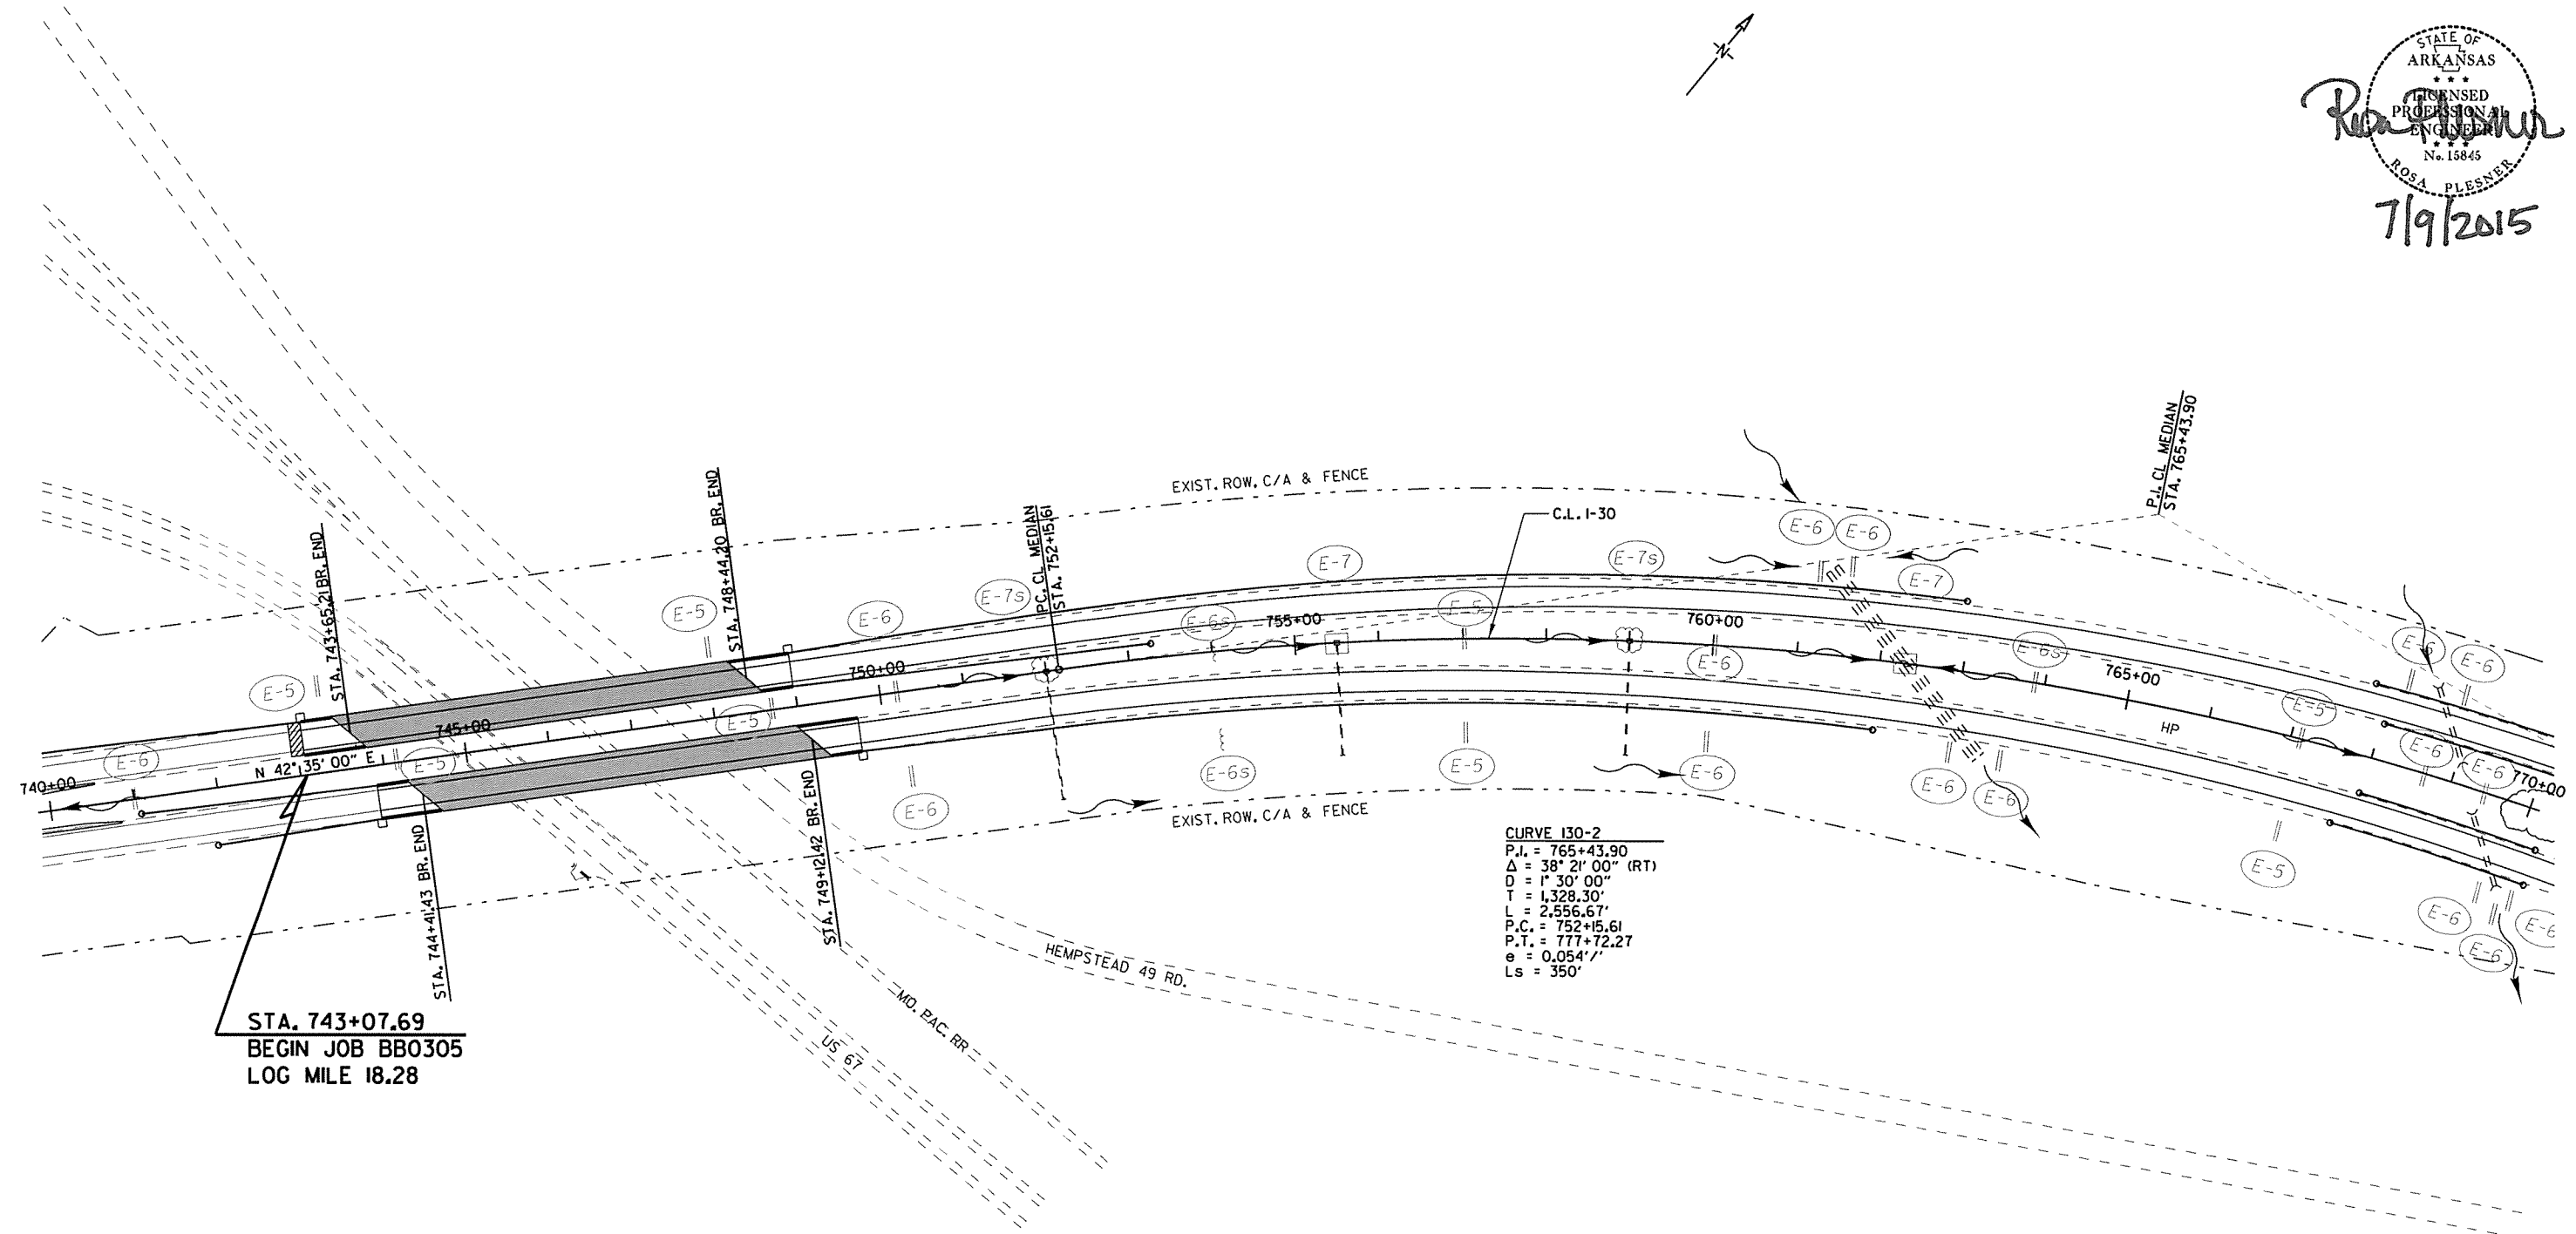 N
STATE OF
ARKANSAS
LICENSED
PROFESSIONAL
ENGINEER
No. 15845
ROSA PLESNER
Rosa Plesner
7/9/2015
P.I. CL MEDIAN
STA. 765+43.90
EXIST. ROW. C/A & FENCE
C.L. I-30
STA. 743+65.21 BR. END
STA. 748+44.20 BR. END
PC. CL MEDIAN
STA. 752+15.61
E-6
E-6
E-7
E-7s
E-7
E-7s
E-6
E-5
E-5
E-6s
E-5
E-6
E-6s
E-6
E-6
E-5
E-6
E-6
E-6
E-5
E-5
740+00
745+00
750+00
755+00
760+00
765+00
770+00
N 42° 35' 00" E
HP
E-6
E-6s
E-5
E-6
E-6
E-6
E-5
E-6
E-6
E-6
EXIST. ROW. C/A & FENCE
STA. 744+41.43 BR. END
STA. 749+12.42 BR. END
CURVE 130-2
P.I. = 765+43.90
Δ = 38° 21' 00" (RT)
D = 1° 30' 00"
T = 1,328.30'
L = 2,556.67'
P.C. = 752+15.61
P.T. = 777+72.27
e = 0.054'/'
Ls = 350'
HEMPSTEAD 49 RD.
MO. PAC. RR
US 67
STA. 743+07.69
BEGIN JOB BB0305
LOG MILE 18.28